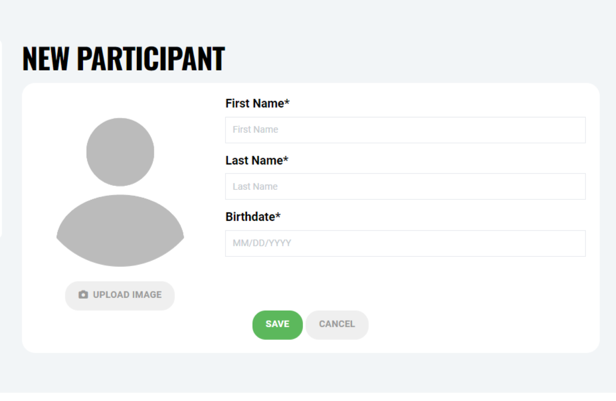 NEW PARTICIPANT
First Name*
First Name
Last Name*
Last Name
Birthdate*
MM/DD/YYYY
UPLOAD IMAGE
SAVE
CANCEL